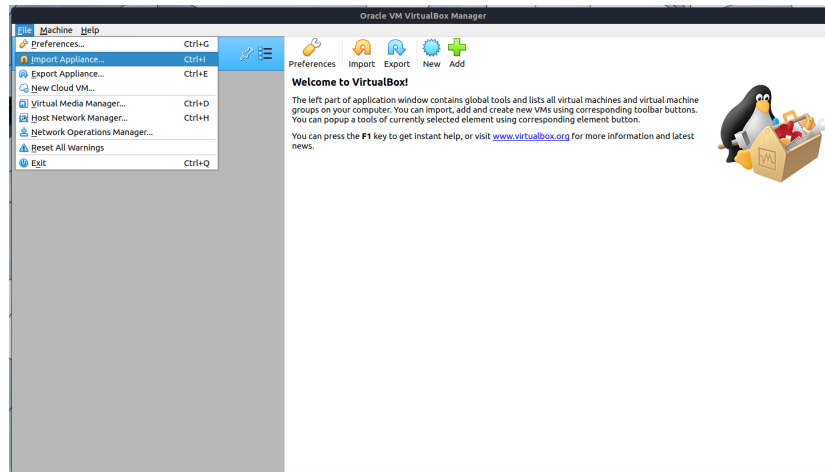 Oracle VM VirtualBox Manager
File Machine Help
Preferences... Ctrl+G
Import Appliance... Ctrl+I
Export Appliance... Ctrl+E
New Cloud VM...
Virtual Media Manager... Ctrl+D
Host Network Manager... Ctrl+H
Network Operations Manager...
Reset All Warnings
Exit Ctrl+Q
Preferences Import Export New Add
Welcome to VirtualBox!
The left part of application window contains global tools and lists all virtual machines and virtual machine
groups on your computer. You can import, add and create new VMs using corresponding toolbar buttons.
You can popup a tools of currently selected element using corresponding element button.
You can press the F1 key to get instant help, or visit www.virtualbox.org for more information and latest
news.
VM